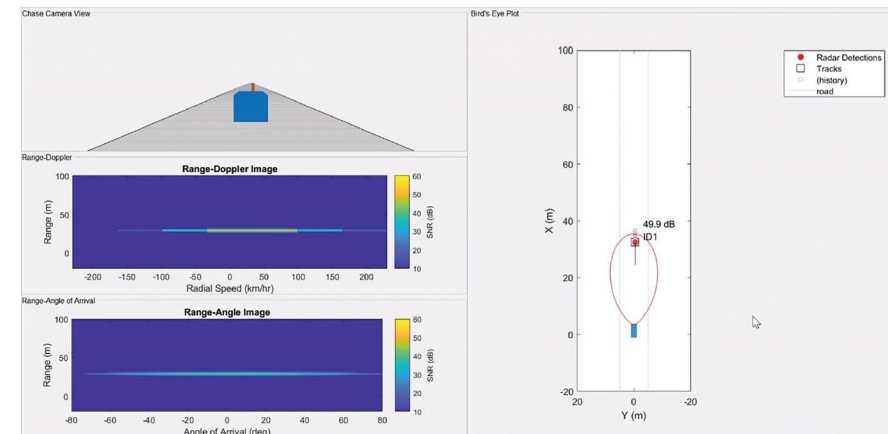 Chase Camera View
Range-Doppler
Range-Doppler Image
100
50
0
Range (m)
-200 -150 -100 -50 0 50 100 150 200
Radial Speed (km/hr)
60
50
40
30
20
10
SNR (dB)
Range-Angle of Arrival
Range-Angle Image
100
50
0
Range (m)
-80 -60 -40 -20 0 20 40 60 80
Angle of Arrival (deg)
60
50
40
30
20
10
SNR (dB)
Bird's-Eye Plot
100
80
60
40
20
0
-20
X (m)
49.9 dB
ID1
20 0 -20
Y (m)
Radar Detections
Tracks
(history)
road